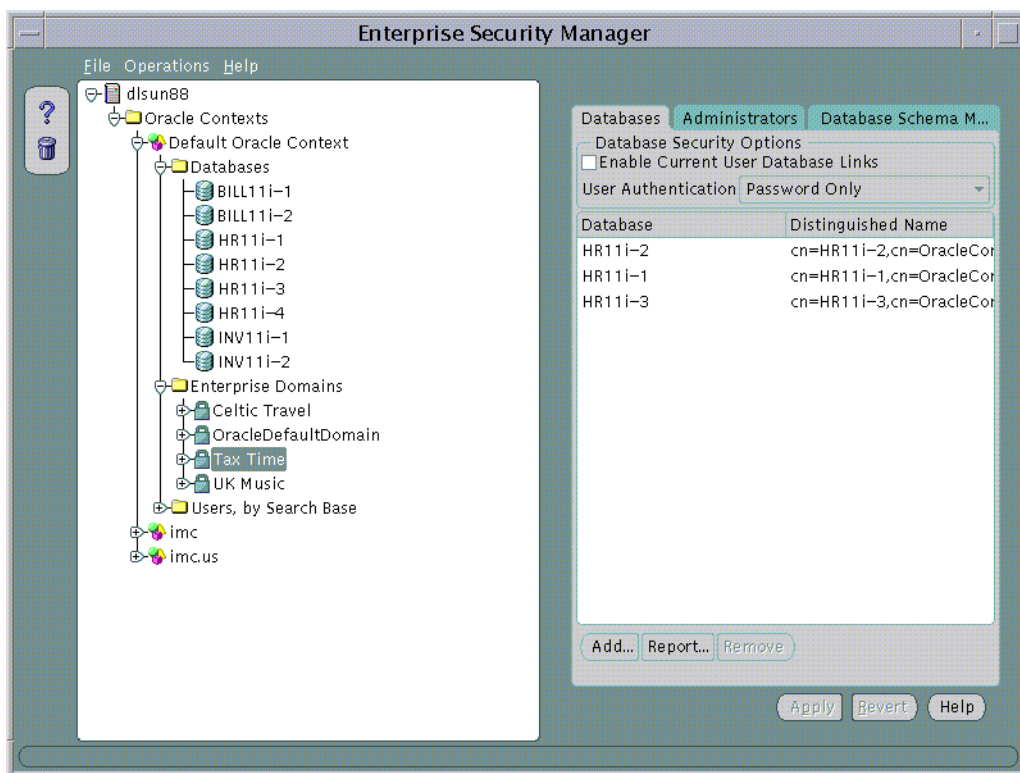 Enterprise Security Manager
File Operations Help
dlsun88
Oracle Contexts
Default Oracle Context
Databases
BILL11i-1
BILL11i-2
HR11i-1
HR11i-2
HR11i-3
HR11i-4
INV11i-1
INV11i-2
Enterprise Domains
Celtic Travel
OracleDefaultDomain
Tax Time
UK Music
Users, by Search Base
imc
imc.us
Databases Administrators Database Schema M...
Database Security Options
Enable Current User Database Links
User Authentication Password Only
Database Distinguished Name
HR11i-2 cn=HR11i-2,cn=OracleCor
HR11i-1 cn=HR11i-1,cn=OracleCor
HR11i-3 cn=HR11i-3,cn=OracleCor
Add... Report... Remove
Apply Revert Help